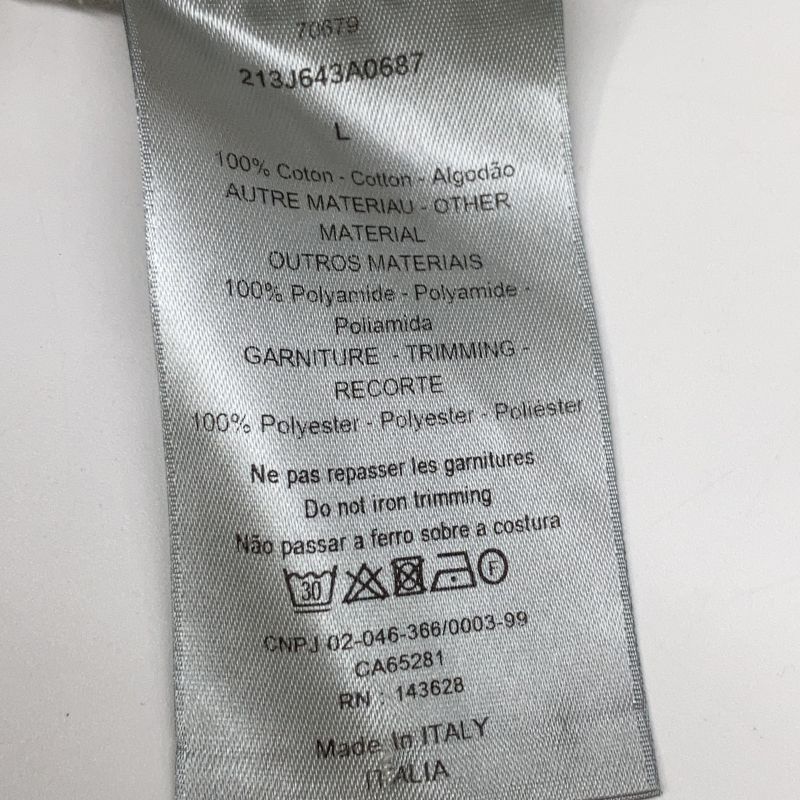 70679
213J643A0687
L
100% Coton - Cotton - Algodão
AUTRE MATERIAU - OTHER
MATERIAL
OUTROS MATERIAIS
100% Polyamide - Polyamide -
Poliamida
GARNITURE - TRIMMING -
RECORTE
100% Polyester - Polyester - Poliéster
Ne pas repasser les garnitures
Do not iron trimming
Não passar a ferro sobre a costura
30 F
CNPJ 02-046-366/0003-99
CA65281
RN : 143628
Made In ITALY
ITALIA